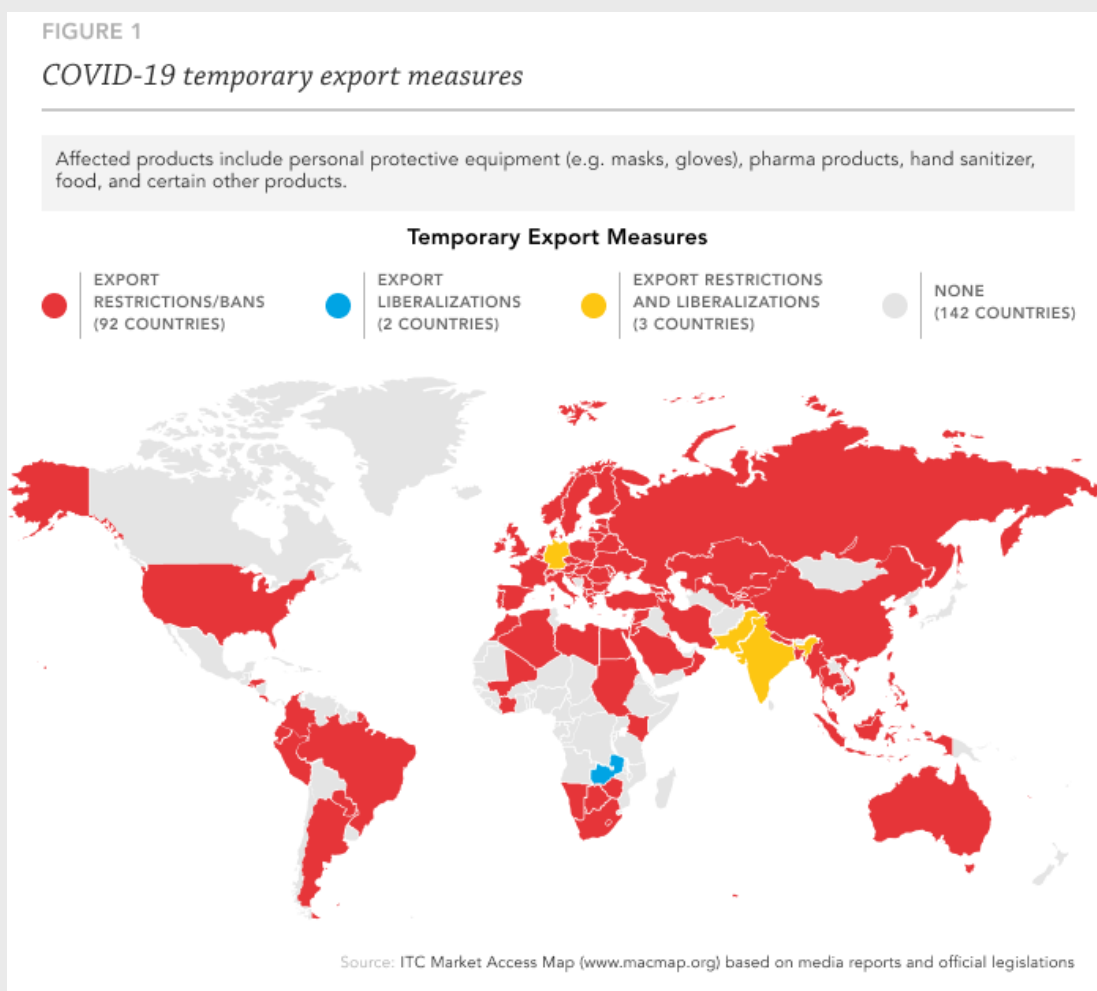 FIGURE 1
COVID-19 temporary export measures
Affected products include personal protective equipment (e.g. masks, gloves), pharma products, hand sanitizer,
food, and certain other products.
Temporary Export Measures
EXPORT
RESTRICTIONS/BANS
(92 COUNTRIES)
EXPORT
LIBERALIZATIONS
(2 COUNTRIES)
EXPORT RESTRICTIONS
AND LIBERALIZATIONS
(3 COUNTRIES)
NONE
(142 COUNTRIES)
Source: ITC Market Access Map (www.macmap.org) based on media reports and official legislations